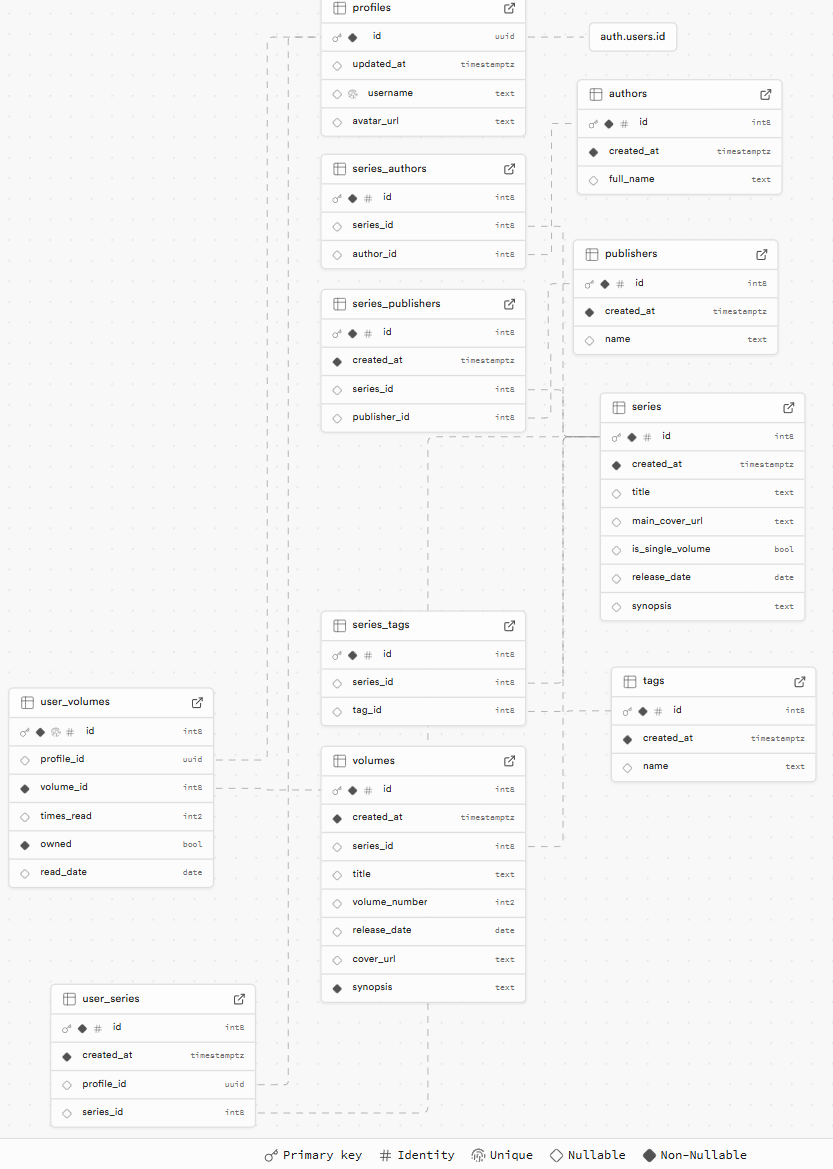 profiles
id uuid
auth.users.id
updated_at timestamptz
username text
avatar_url text
authors
id int8
created_at timestamptz
full_name text
series_authors
id int8
series_id int8
author_id int8
publishers
id int8
created_at timestamptz
name text
series_publishers
id int8
created_at timestamptz
series_id int8
publisher_id int8
series
id int8
created_at timestamptz
title text
main_cover_url text
is_single_volume bool
release_date date
synopsis text
series_tags
id int8
series_id int8
tag_id int8
tags
id int8
created_at timestamptz
name text
user_volumes
id int8
profile_id uuid
volume_id int8
times_read int2
owned bool
read_date date
volumes
id int8
created_at timestamptz
series_id int8
title text
volume_number int2
release_date date
cover_url text
synopsis text
user_series
id int8
created_at timestamptz
profile_id uuid
series_id int8
Primary key # Identity Unique Nullable Non-Nullable